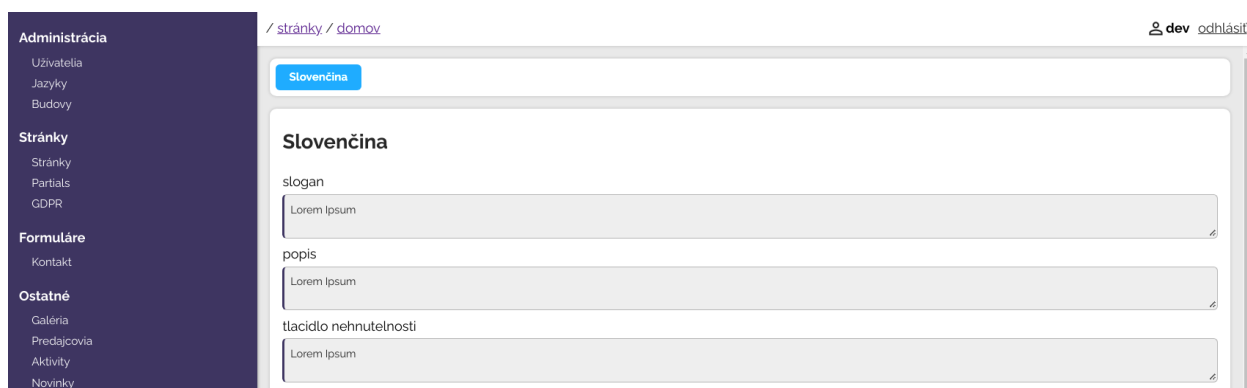 Administrácia
Užívatelia
Jazyky
Budovy
Stránky
Stránky
Partials
GDPR
Formuláre
Kontakt
Ostatné
Galéria
Predajcovia
Aktivity
Novinky
/ stránky / domov
dev odhlásiť
Slovenčina
Slovenčina
slogan
Lorem Ipsum
popis
Lorem Ipsum
tlacidlo nehnutelnosti
Lorem Ipsum